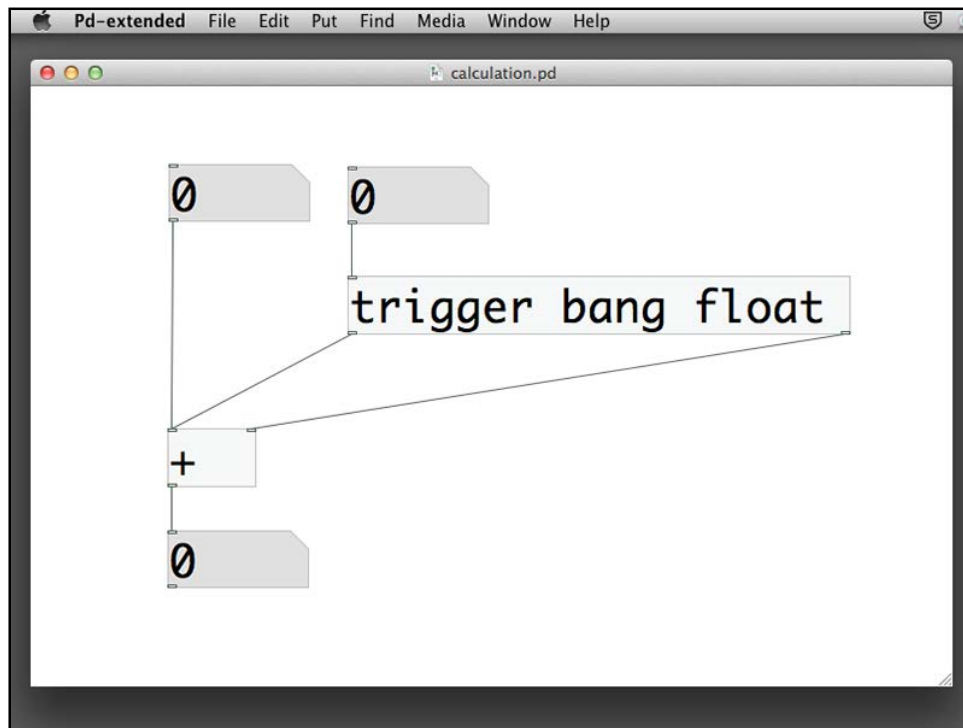 Pd-extended File Edit Put Find Media Window Help
calculation.pd
0 0
trigger bang float
+
0